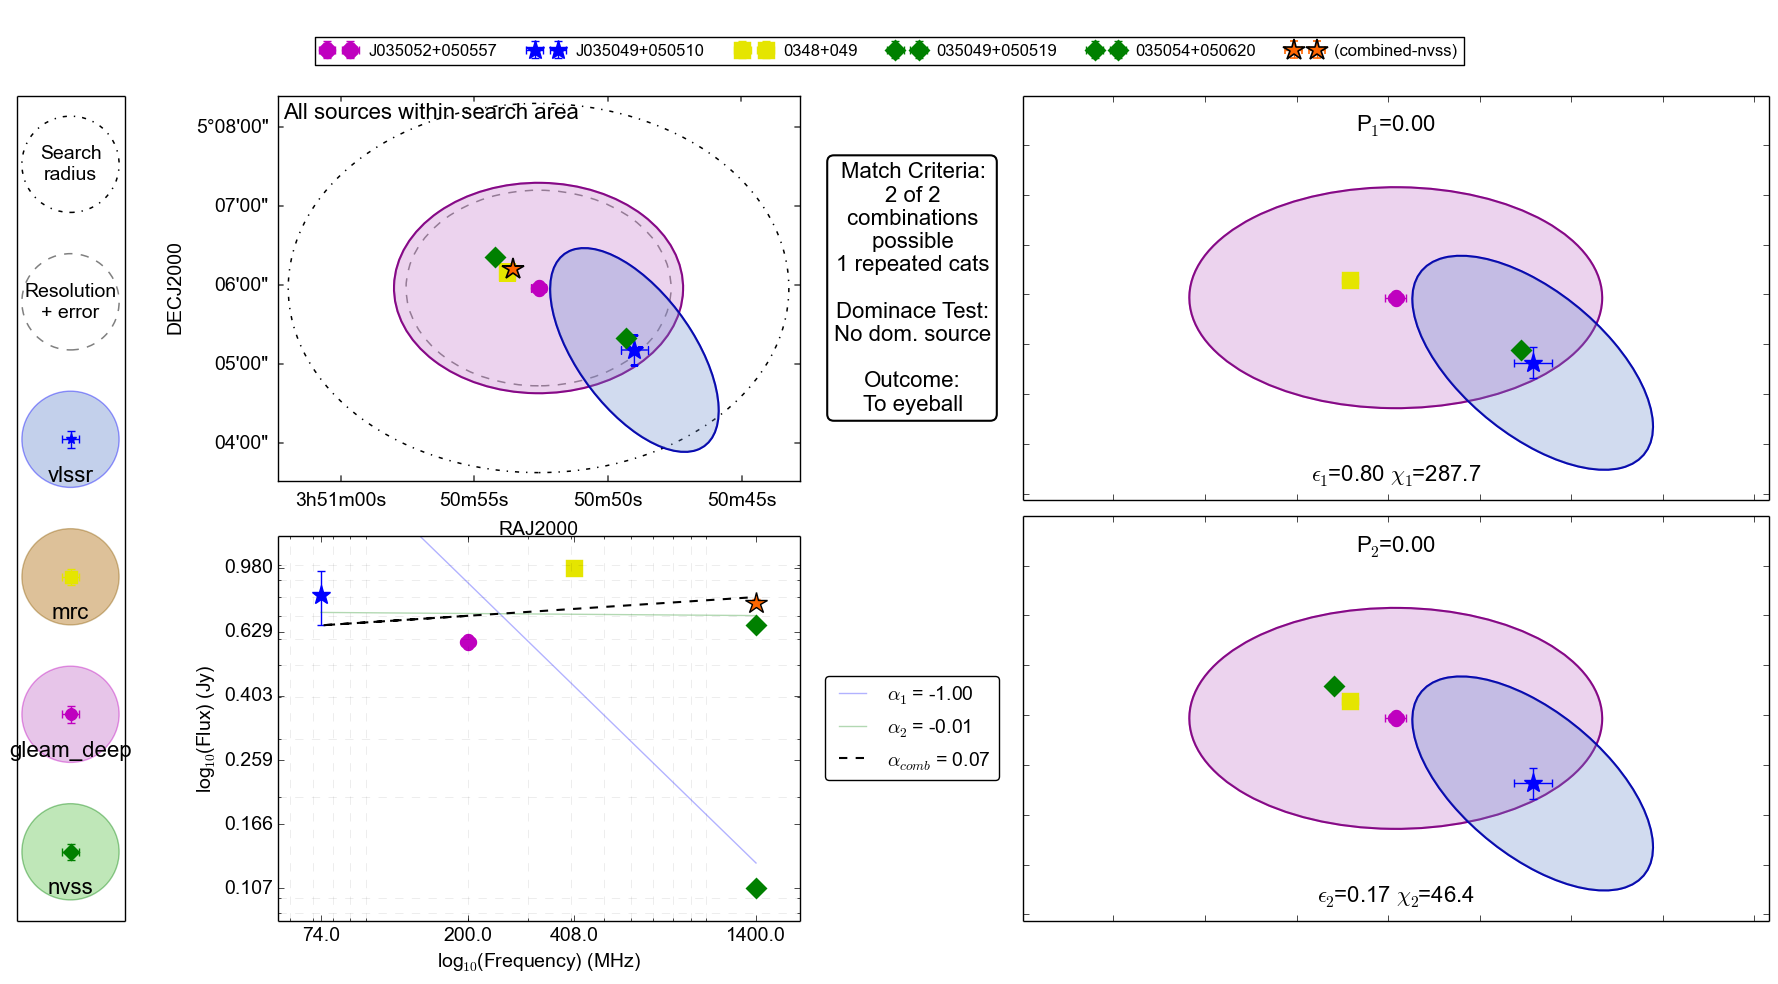 J035052+050557
J035049+050510
0348+049
035049+050519
035054+050620
(combined-nvss)
Search
radius
Resolution
+ error
vlssr
mrc
gleam_deep
nvss
All sources within search area
5°08'00"
07'00"
06'00"
05'00"
04'00"
DECJ2000
3h51m00s
50m55s
50m50s
50m45s
RAJ2000
Match Criteria:
2 of 2
combinations
possible
1 repeated cats
Dominace Test:
No dom. source
Outcome:
To eyeball
P1=0.00
ϵ1=0.80 χ1=287.7
P2=0.00
ϵ2=0.17 χ2=46.4
0.980
0.629
0.403
0.259
0.166
0.107
log10(Flux) (Jy)
74.0
200.0
408.0
1400.0
log10(Frequency) (MHz)
α1 = -1.00
α2 = -0.01
αcomb = 0.07